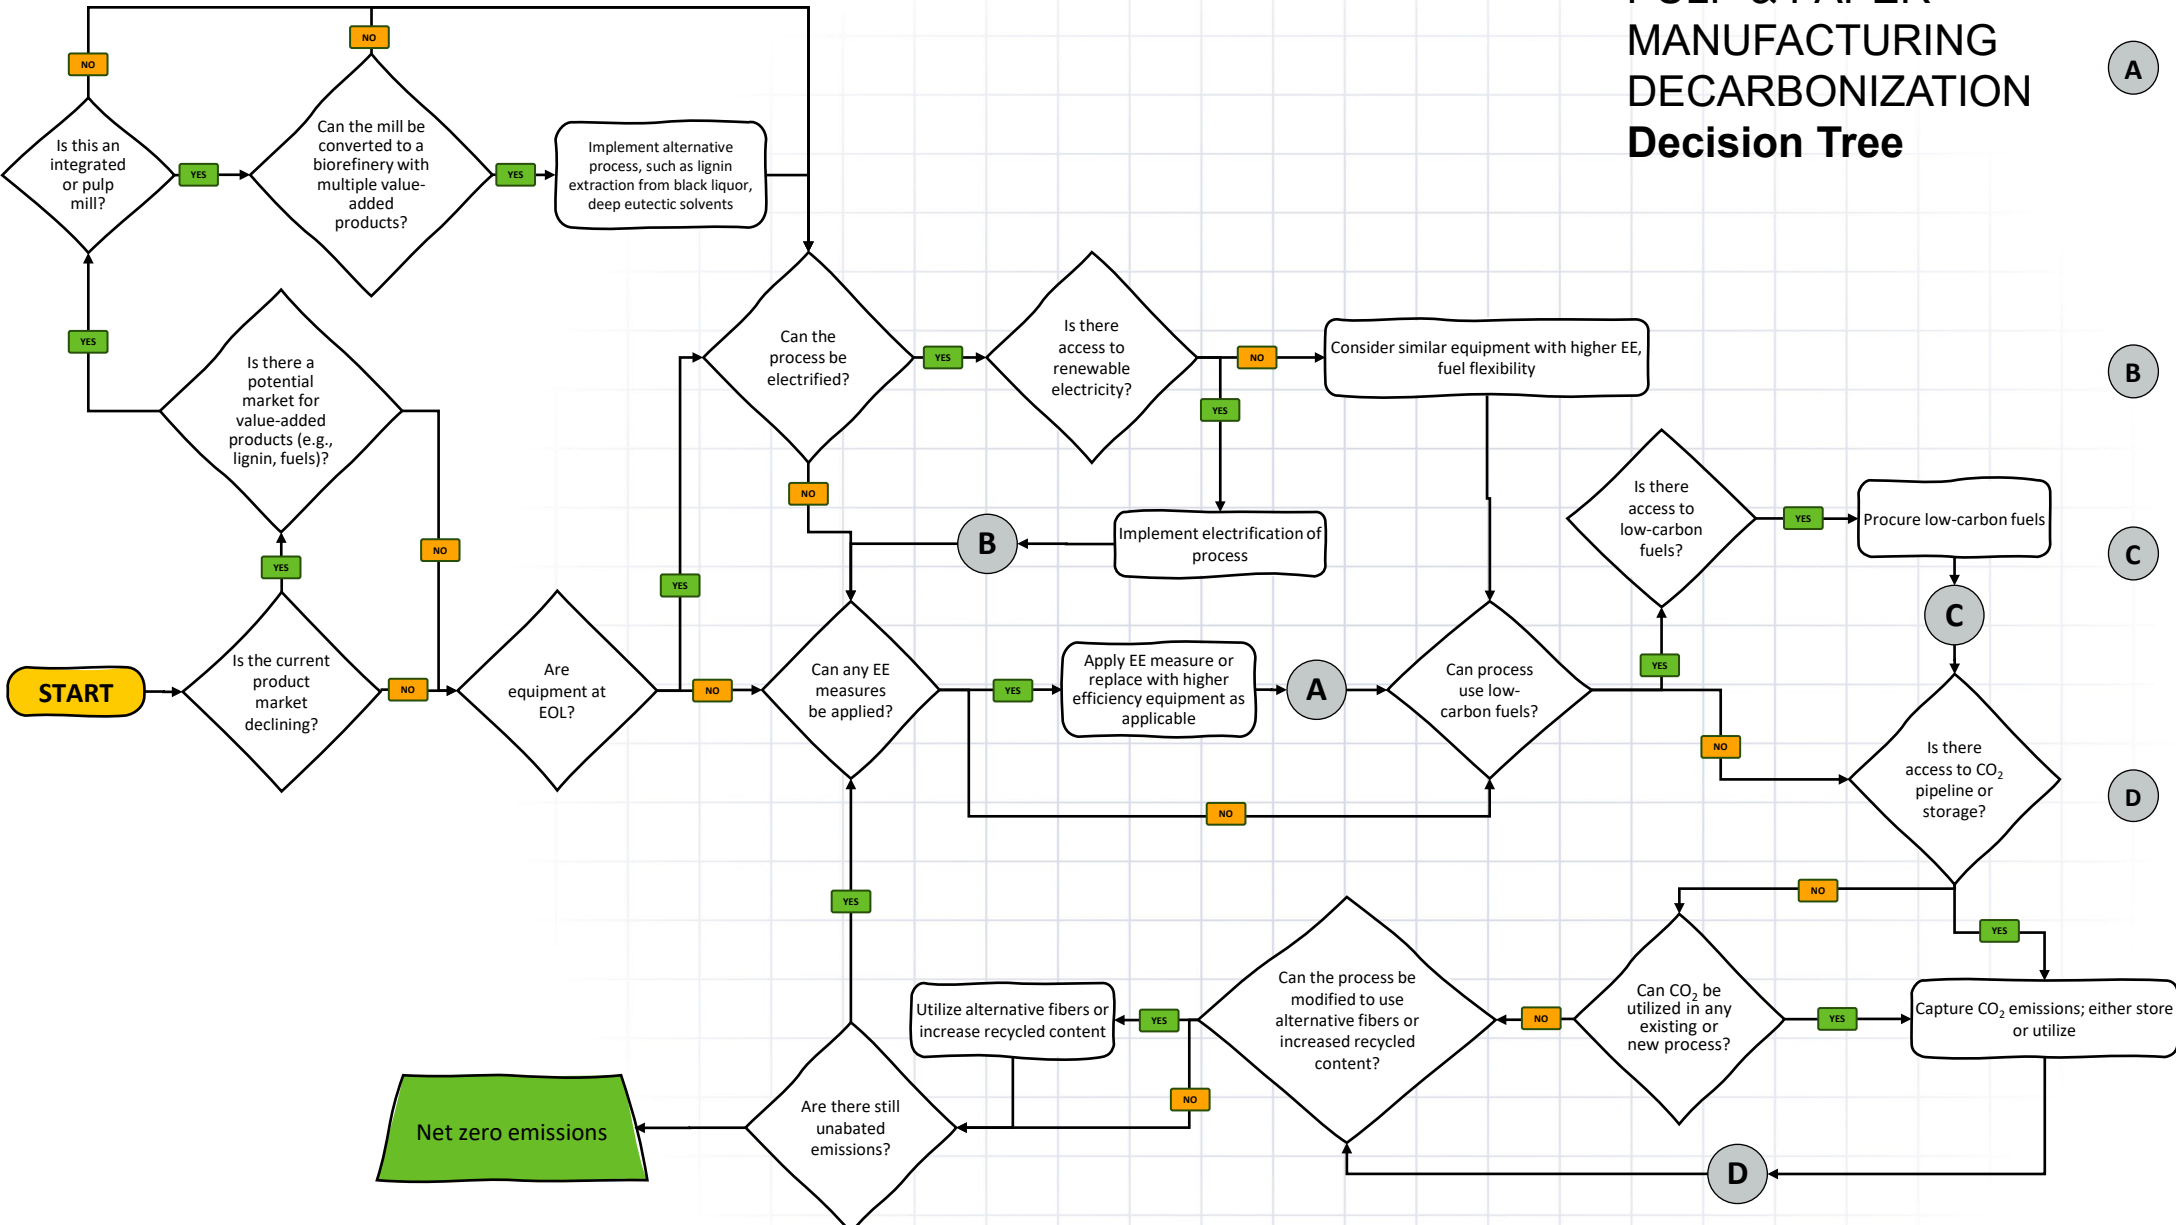 PULP & PAPER
MANUFACTURING
DECARBONIZATION
Decision Tree
A
B
C
D
NO
NO
Is this an
integrated
or pulp
mill?
YES
Can the mill be
converted to a
biorefinery with
multiple value-
added
products?
YES
Implement alternative
process, such as lignin
extraction from black liquor,
deep eutectic solvents
YES
Is there a
potential
market for
value-added
products (e.g.,
lignin, fuels)?
NO
YES
START
Is the current
product
market
declining?
NO
Are
equipment at
EOL?
YES
NO
Can the
process be
electrified?
YES
NO
Is there
access to
renewable
electricity?
NO
YES
Consider similar equipment with higher EE,
fuel flexibility
Implement electrification of
process
B
Can any EE
measures
be applied?
YES
Apply EE measure or
replace with higher
efficiency equipment as
applicable
A
NO
Can process
use low-
carbon fuels?
YES
NO
Is there
access to
low-carbon
fuels?
YES
Procure low-carbon fuels
C
Is there
access to CO2
pipeline or
storage?
NO
YES
Can CO2 be
utilized in any
existing or
new process?
YES
Capture CO2 emissions; either store
or utilize
D
NO
Can the process be
modified to use
alternative fibers or
increased recycled
content?
YES
NO
Utilize alternative fibers or
increase recycled content
Are there still
unabated
emissions?
YES
Net zero emissions